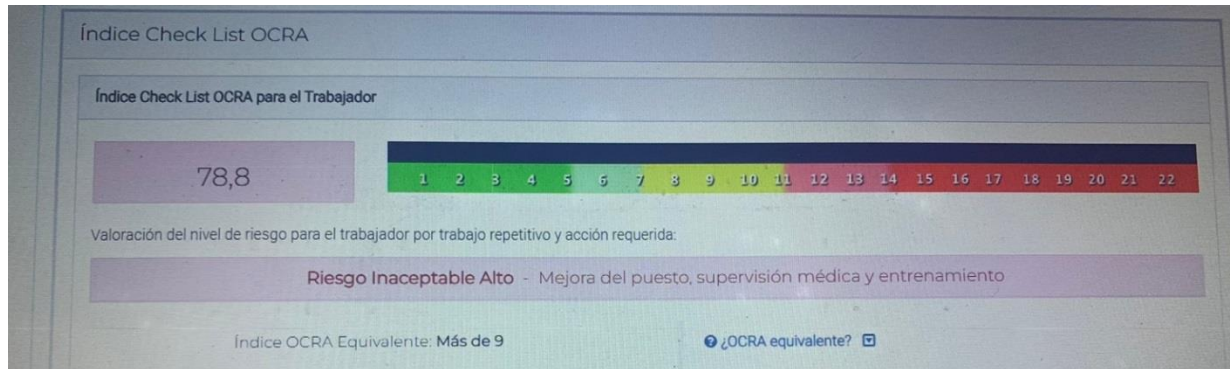 Índice Check List OCRA
Índice Check List OCRA para el Trabajador
78,8
1 2 3 4 5 6 7 8 9 10 11 12 13 14 15 16 17 18 19 20 21 22
Valoración del nivel de riesgo para el trabajador por trabajo repetitivo y acción requerida:
Riesgo Inaceptable Alto - Mejora del puesto, supervisión médica y entrenamiento
Índice OCRA Equivalente: Más de 9
¿OCRA equivalente?